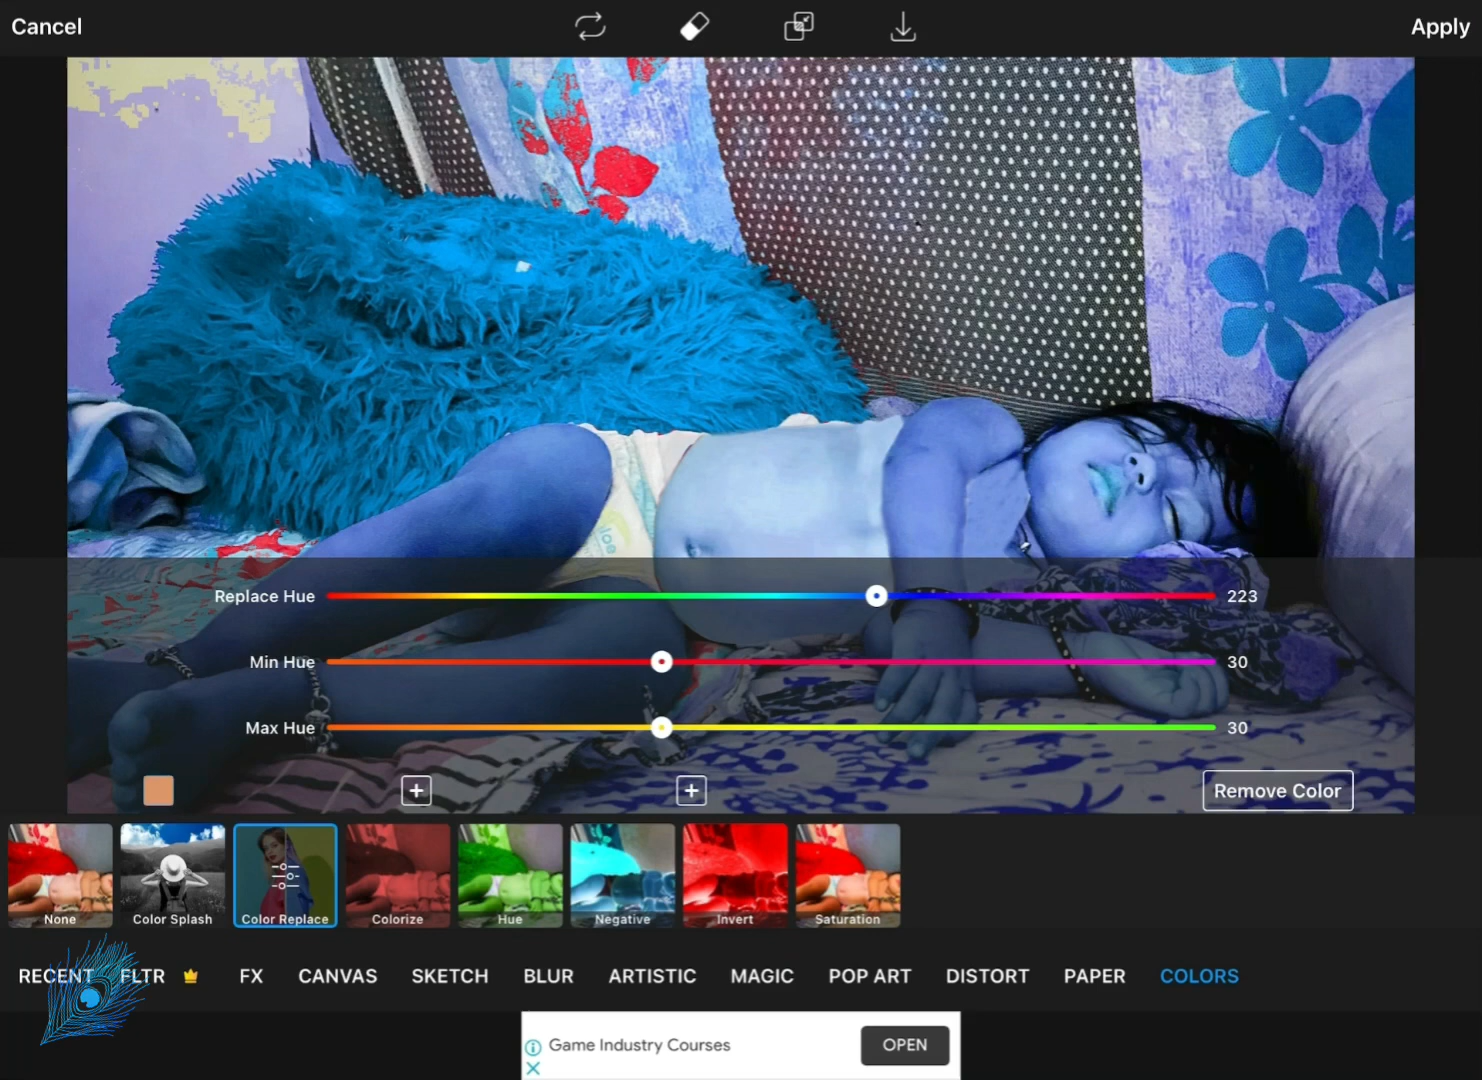 Cancel
Apply
Replace Hue 223
Min Hue 30
Max Hue 30
Remove Color
None
Color Splash
Color Replace
Colorize
Hue
Negative
Invert
Saturation
RECENT FLTR FX CANVAS SKETCH BLUR ARTISTIC MAGIC POP ART DISTORT PAPER COLORS
Game Industry Courses
OPEN